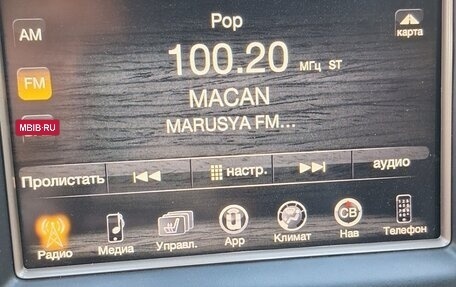 Pop
AM
100.20 МГц ST
карта
FM
MACAN
MARUSYA FM...
MBIB·RU
Пролистать
настр.
аудио
Радио
Медиа
Управл.
App
Климат
СВ
Нав
Телефон